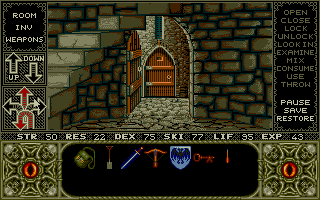 ROOM
INV
WEAPONS
UP
DOWN
OPEN
CLOSE
LOCK
UNLOCK
LOOK IN
EXAMINE
MIX
CONSUME
USE
THROW
PAUSE
SAVE
RESTORE
STR 50 RES 22 DEX 75 SKI 77 LIF 95 EXP 43